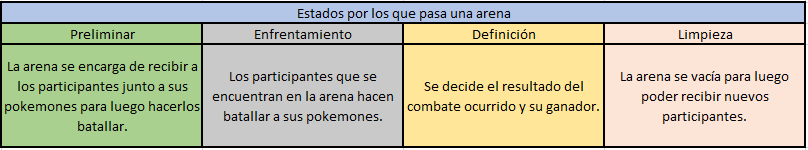 Estados por los que pasa una arena
Preliminar
Enfrentamiento
Definición
Limpieza
La arena se encarga de recibir a
los participantes junto a sus
pokemones para luego hacerlos
batallar.
Los participantes que se
encuentran en la arena hacen
batallar a sus pokemones.
Se decide el resultado del
combate ocurrido y su ganador.
La arena se vacía para luego
poder recibir nuevos
participantes.